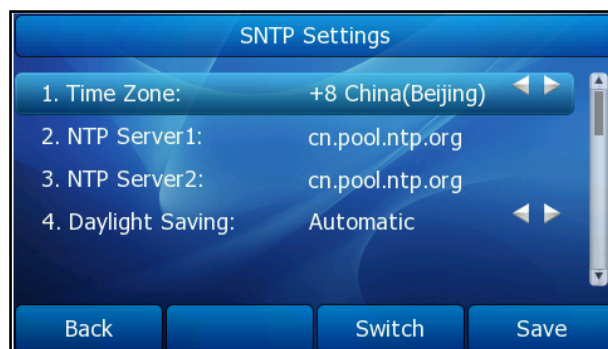 SNTP Settings
1. Time Zone: +8 China(Beijing)
2. NTP Server1: cn.pool.ntp.org
3. NTP Server2: cn.pool.ntp.org
4. Daylight Saving: Automatic
Back Switch Save